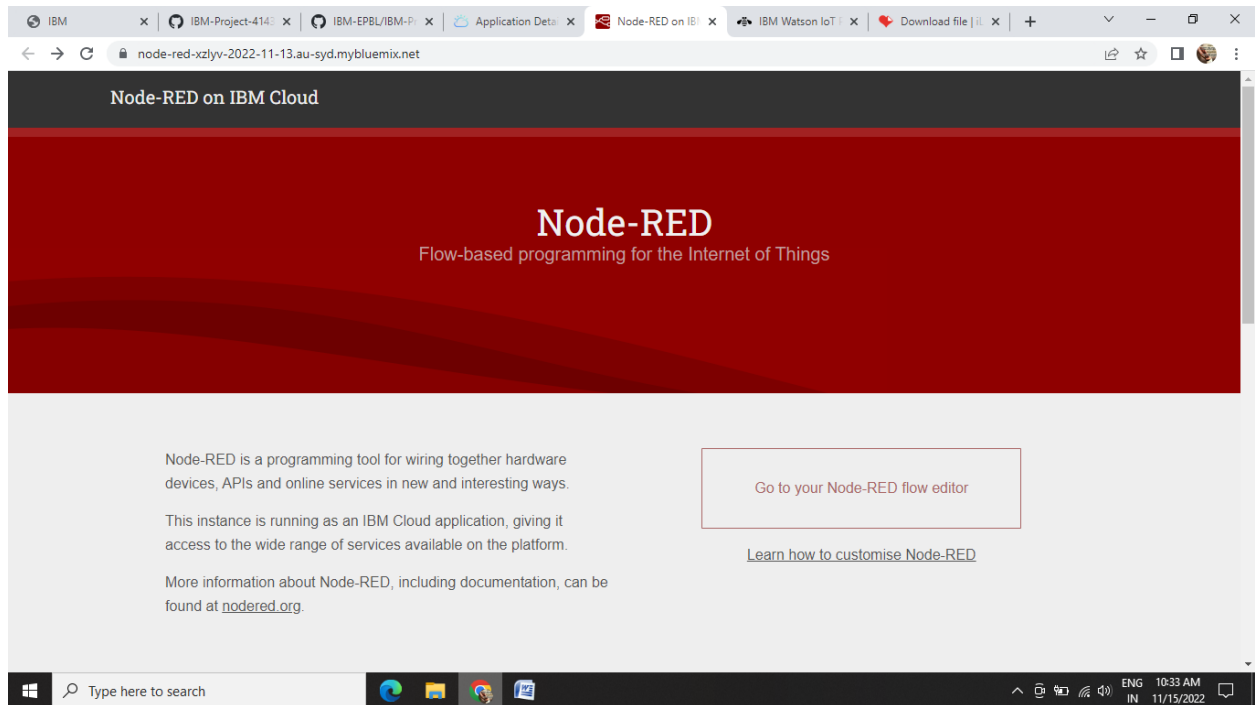 IBM
IBM-Project-4143
IBM-EPBL/IBM-Pr
Application Detai
Node-RED on IBM
IBM Watson IoT P
Download file | iL
node-red-xzlyv-2022-11-13.au-syd.mybluemix.net
Node-RED on IBM Cloud
Node-RED
Flow-based programming for the Internet of Things
Node-RED is a programming tool for wiring together hardware
devices, APIs and online services in new and interesting ways.
This instance is running as an IBM Cloud application, giving it
access to the wide range of services available on the platform.
More information about Node-RED, including documentation, can be
found at nodered.org.
Go to your Node-RED flow editor
Learn how to customise Node-RED
Type here to search
ENG
IN
10:33 AM
11/15/2022